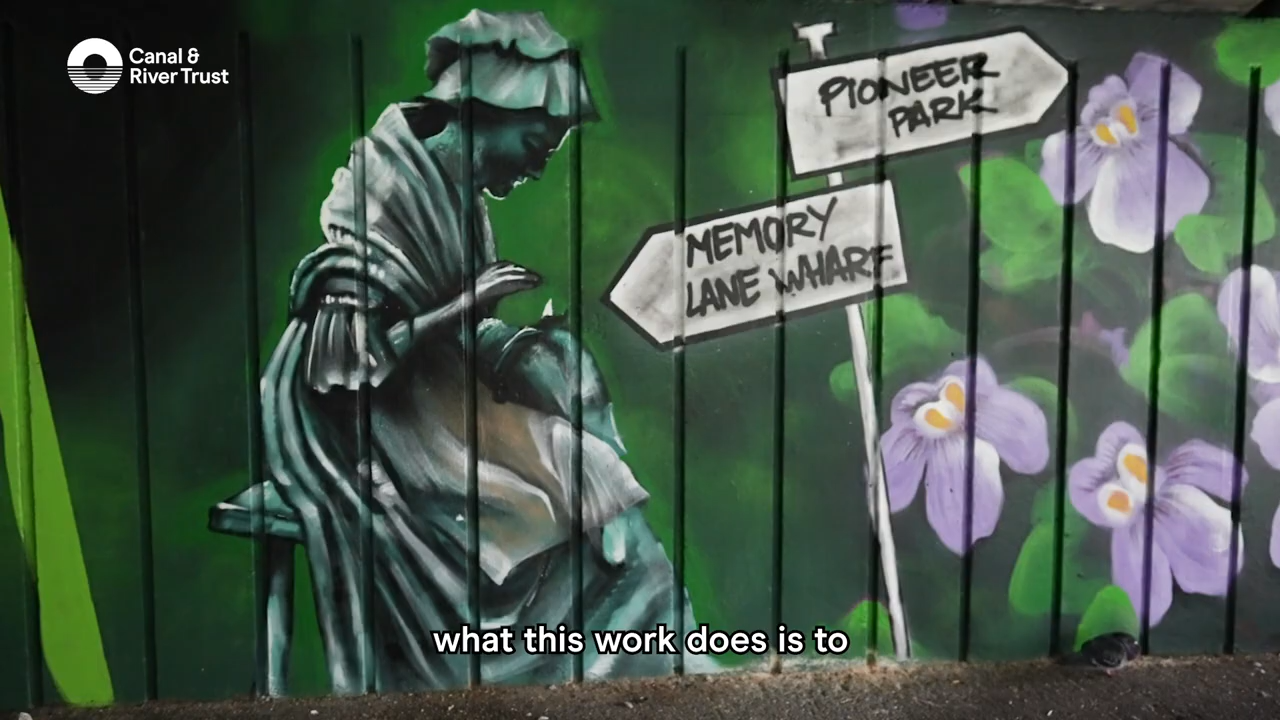 Canal &
River Trust
PIONEER
PARK
MEMORY
LANE WHARF
what this work does is to